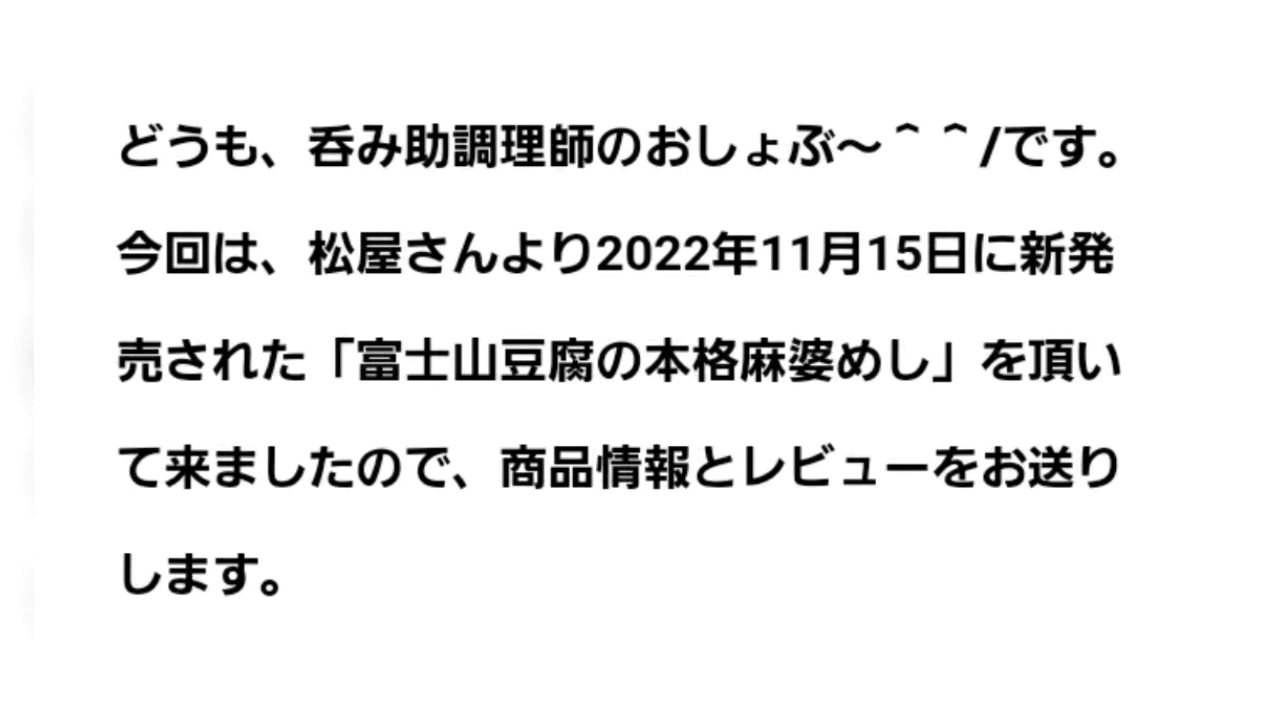 どうも、呑み助調理師のおしょぶ～＾＾/です。
今回は、松屋さんより2022年11月15日に新発
売された「富士山豆腐の本格麻婆めし」を頂い
て来ましたので、商品情報とレビューをお送り
します。